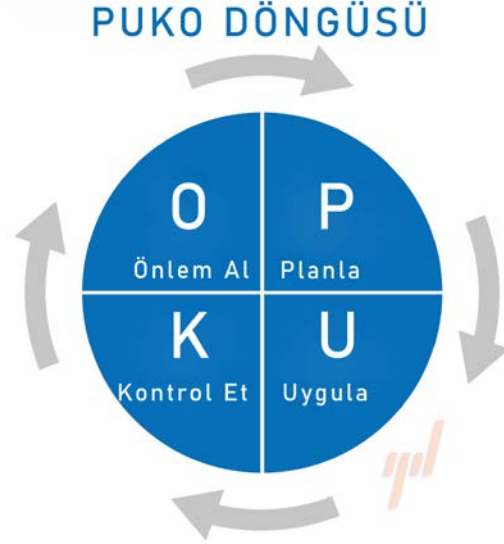 PUKO DÖNGÜSÜ
O
P
Önlem Al
Planla
K
U
Kontrol Et
Uygula